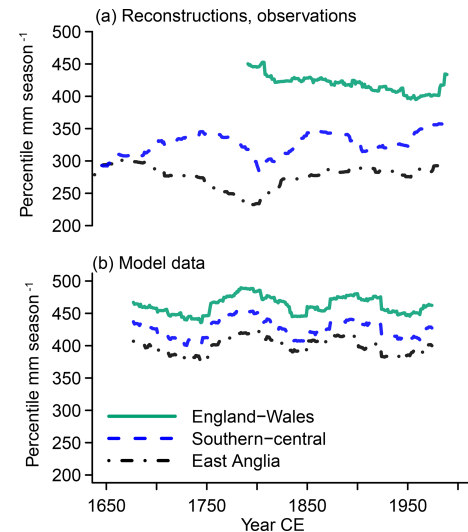 (a) Reconstructions, observations
Percentile mm season⁻¹
500
450
400
350
300
250
200
(b) Model data
Percentile mm season⁻¹
500
450
400
350
300
250
200
England−Wales
Southern−central
East Anglia
1650 1750 1850 1950
Year CE